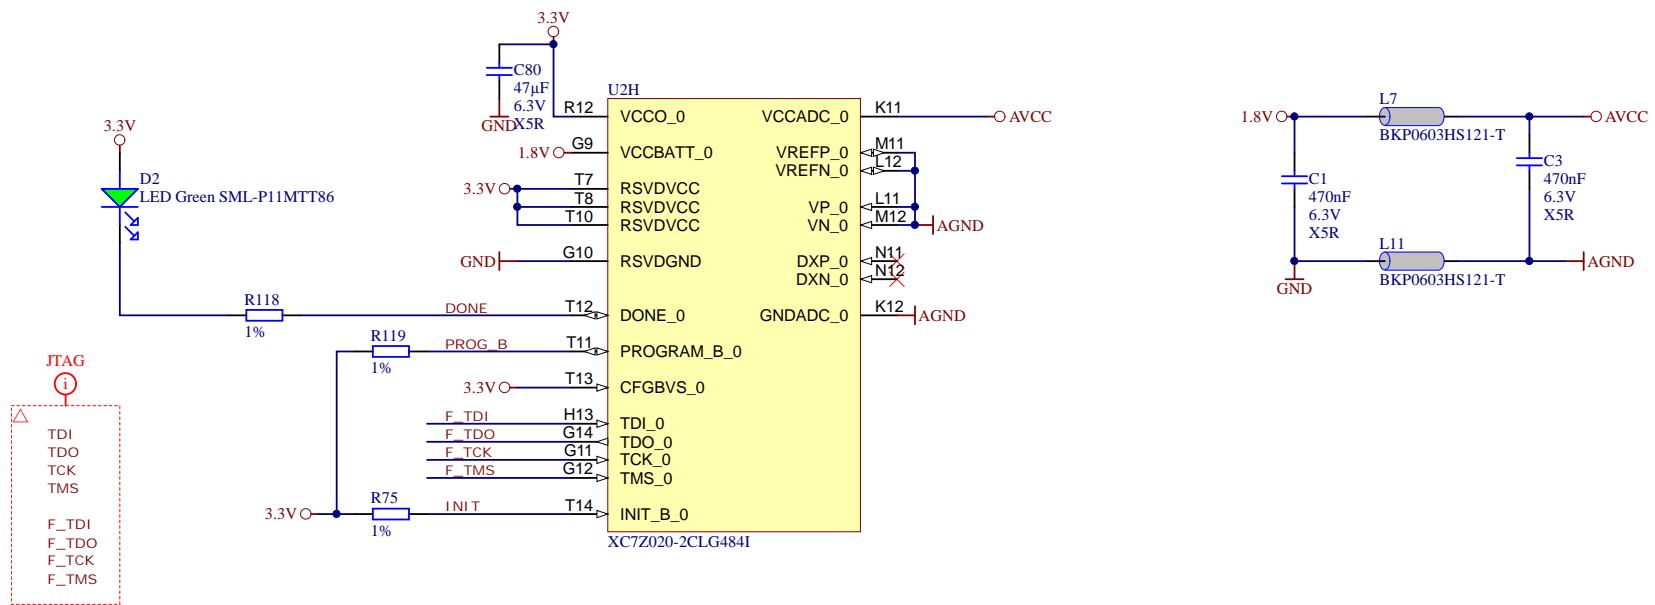 3.3V
C80
47µF
6.3V
X5R
GND
U2H
R12
VCCO_0
VCCADC_0
K11
AVCC
1.8V
G9
VCCBATT_0
VREFP_0
M11
VREFN_0
L12
3.3V
T7
RSVDVCC
T8
RSVDVCC
VP_0
L11
T10
RSVDVCC
VN_0
M12
AGND
GND
G10
RSVDGND
DXP_0
N11
DXN_0
N12
DONE
T12
DONE_0
GNDADC_0
K12
AGND
PROG_B
T11
PROGRAM_B_0
3.3V
T13
CFGBVS_0
F_TDI
H13
TDI_0
F_TDO
G14
TDO_0
F_TCK
G11
TCK_0
F_TMS
G12
TMS_0
INIT
T14
INIT_B_0
XC7Z020-2CLG484I
3.3V
D2
LED Green SML-P11MTT86
R118
1%
R119
1%
3.3V
R75
1%
JTAG
i
TDI
TDO
TCK
TMS
F_TDI
F_TDO
F_TCK
F_TMS
1.8V
L7
BKP0603HS121-T
AVCC
C1
470nF
6.3V
X5R
C3
470nF
6.3V
X5R
L11
BKP0603HS121-T
GND
AGND